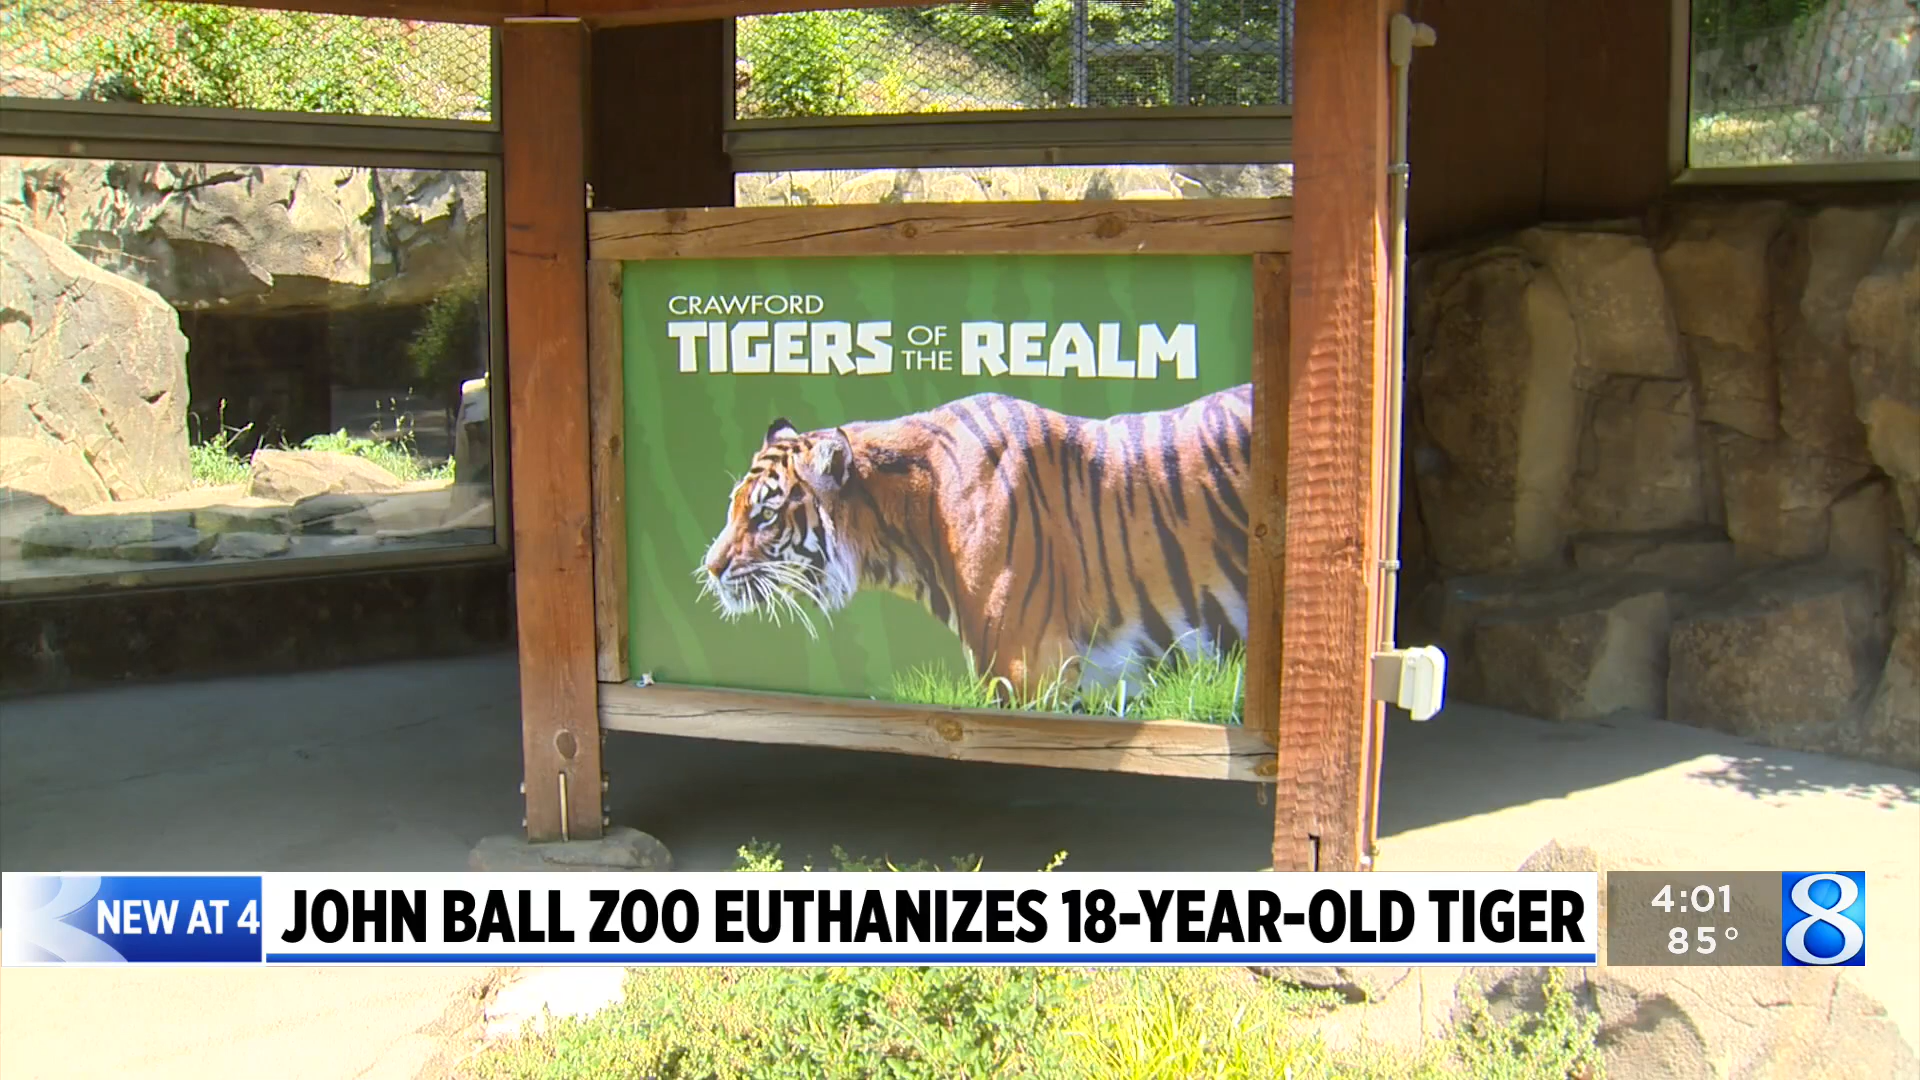 CRAWFORD
TIGERS OF THE REALM
NEW AT 4
JOHN BALL ZOO EUTHANIZES 18-YEAR-OLD TIGER
4:01
85°
8